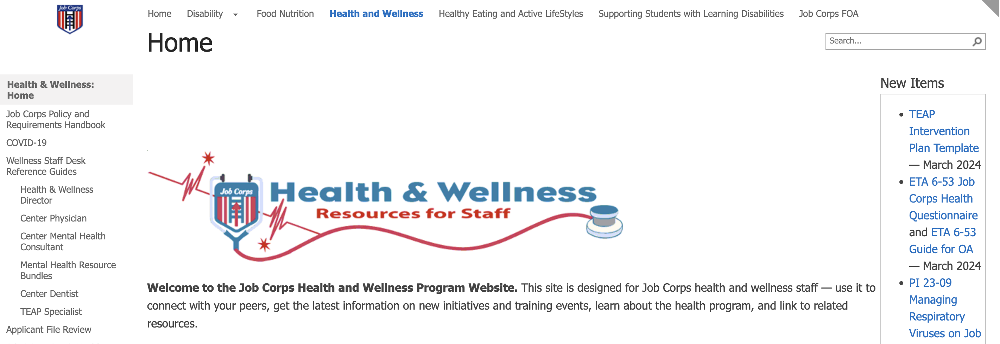 Job Corps
Home Disability Food Nutrition Health and Wellness Healthy Eating and Active LifeStyles Supporting Students with Learning Disabilities Job Corps FOA
Home
Search...
Health & Wellness:
Home
Job Corps Policy and
Requirements Handbook
COVID-19
Wellness Staff Desk
Reference Guides
Health & Wellness
Director
Center Physician
Center Mental Health
Consultant
Mental Health Resource
Bundles
Center Dentist
TEAP Specialist
Applicant File Review
Job Corps
Health & Wellness
Resources for Staff
Welcome to the Job Corps Health and Wellness Program Website. This site is designed for Job Corps health and wellness staff — use it to
connect with your peers, get the latest information on new initiatives and training events, learn about the health program, and link to related
resources.
New Items
• TEAP
Intervention
Plan Template
— March 2024
• ETA 6-53 Job
Corps Health
Questionnaire
and ETA 6-53
Guide for OA
— March 2024
• PI 23-09
Managing
Respiratory
Viruses on Job